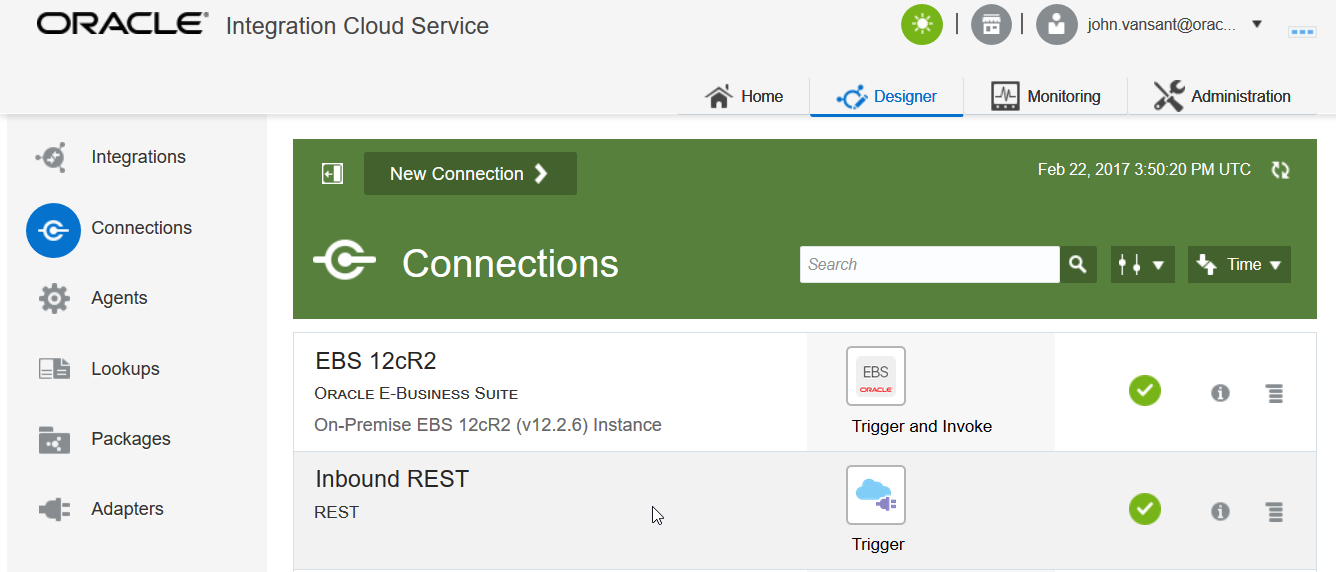 ORACLE® Integration Cloud Service
john.vansant@orac...
Home
Designer
Monitoring
Administration
Integrations
Connections
Agents
Lookups
Packages
Adapters
New Connection
Feb 22, 2017 3:50:20 PM UTC
Connections
Search
Time
EBS 12cR2
ORACLE E-BUSINESS SUITE
On-Premise EBS 12cR2 (v12.2.6) Instance
EBS
ORACLE
Trigger and Invoke
Inbound REST
REST
Trigger